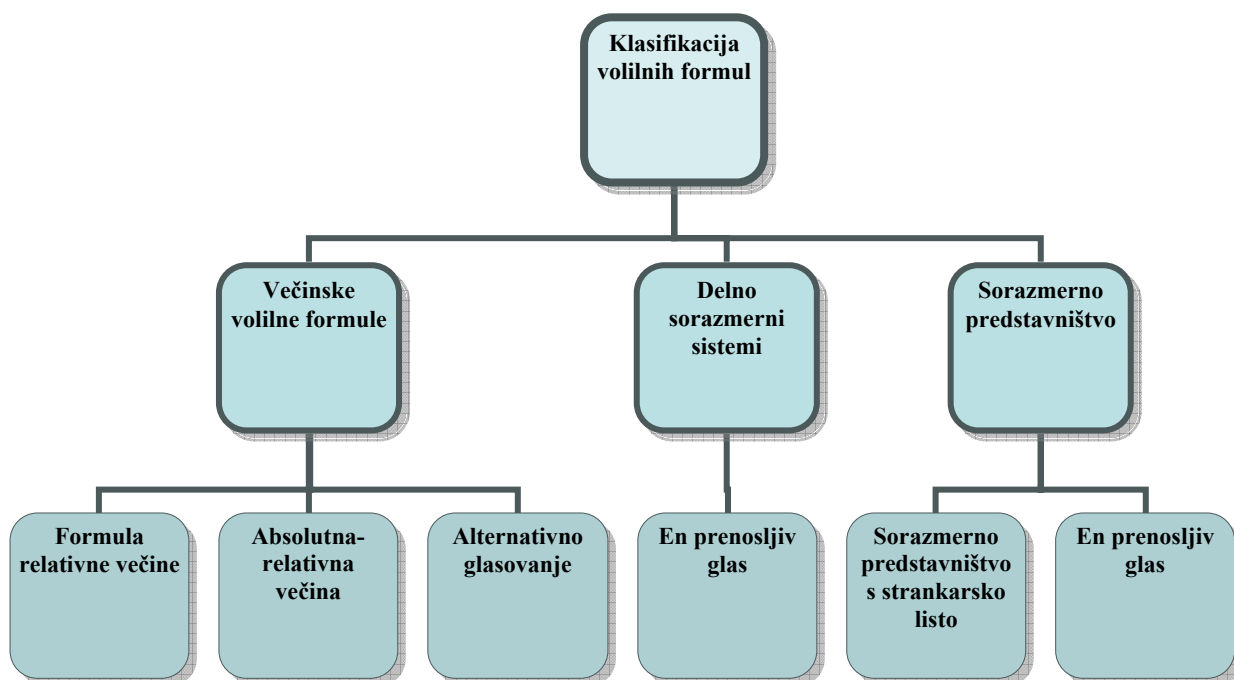 Klasifikacija
volilnih formul
Večinske
volilne formule
Delno
sorazmerni
sistemi
Sorazmerno
predstavništvo
Formula
relativne večine
Absolutna-
relativna
večina
Alternativno
glasovanje
En prenosljiv
glas
Sorazmerno
predstavništvo
s strankarsko
listo
En prenosljiv
glas